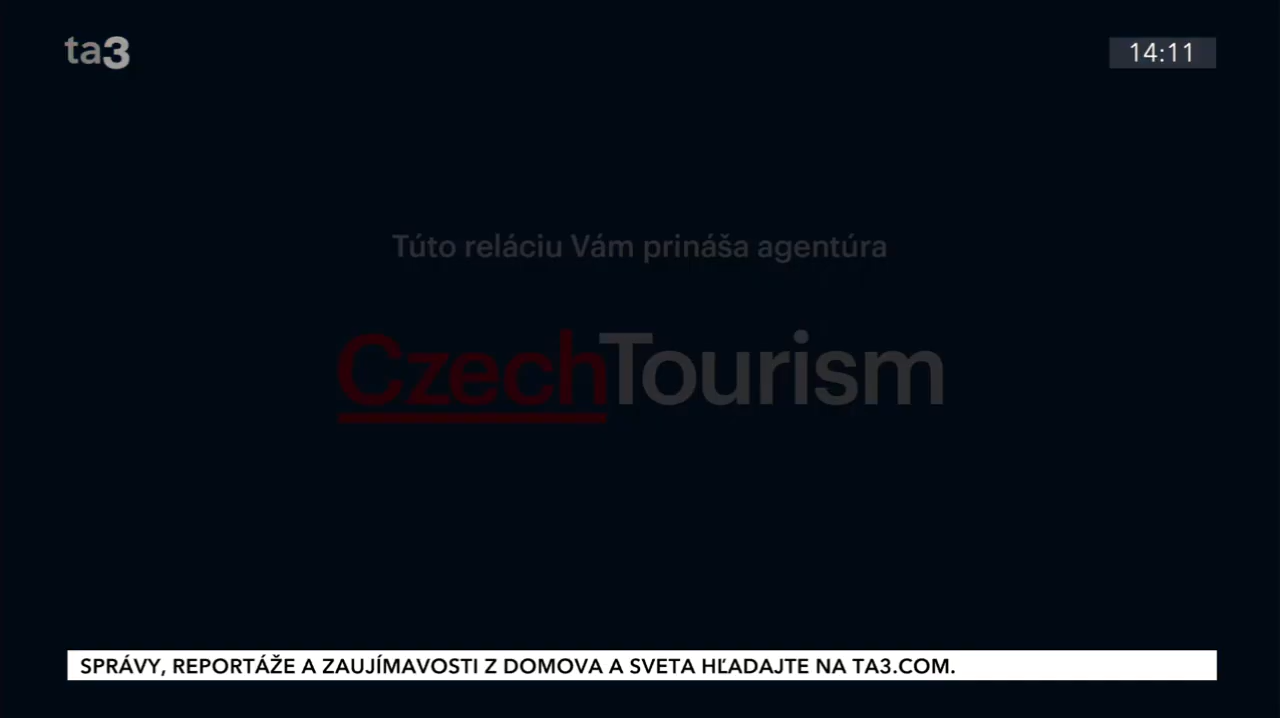 ta3
14:11
Túto reláciu Vám prináša agentúra
CzechTourism
SPRÁVY, REPORTÁŽE A ZAUJÍMAVOSTI Z DOMOVA A SVETA HĽADAJTE NA TA3.COM.